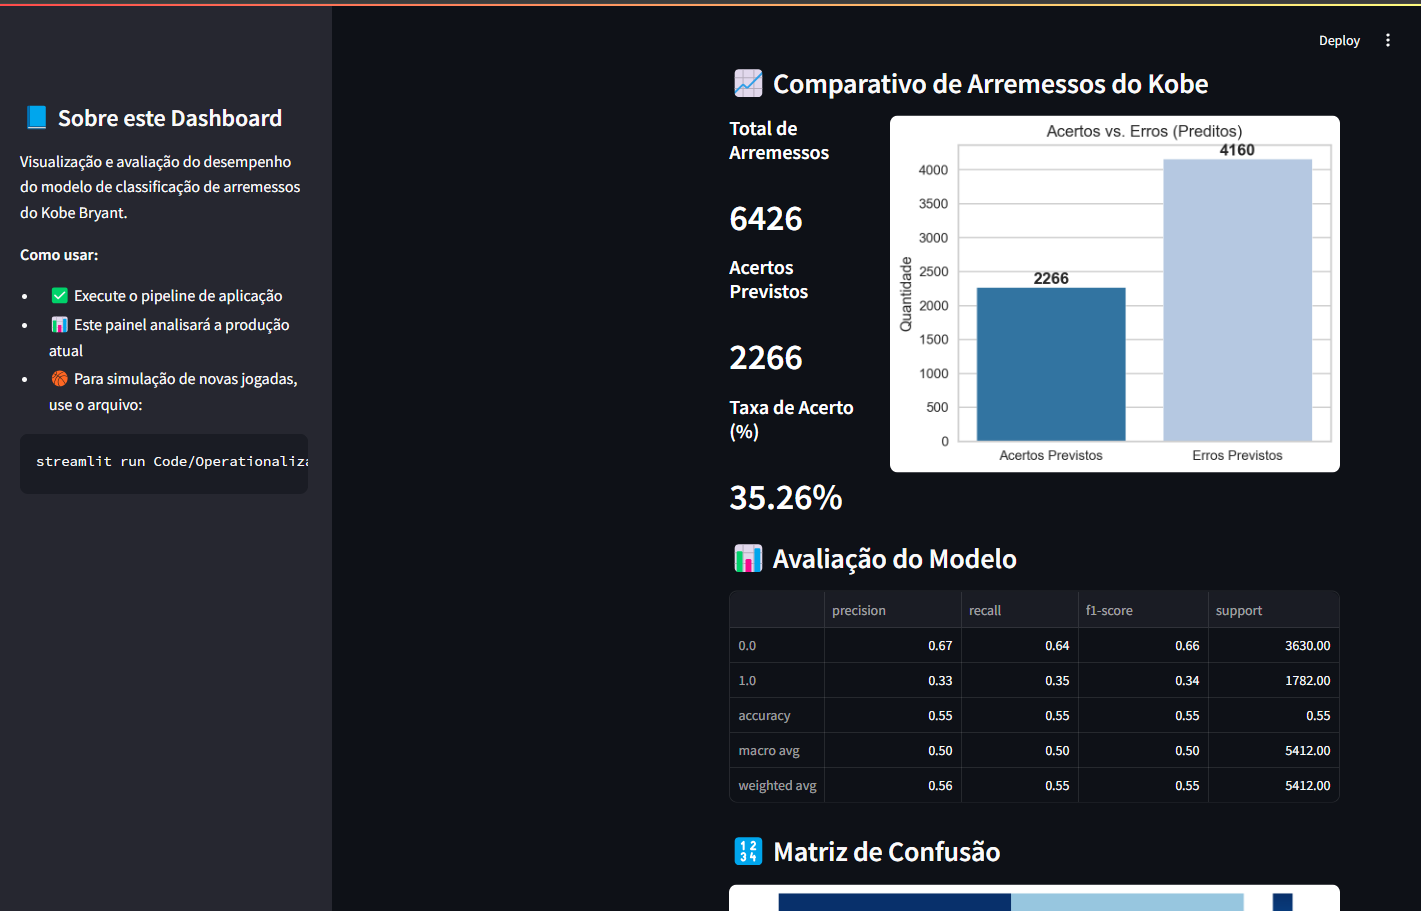 Deploy
Sobre este Dashboard
Visualização e avaliação do desempenho
do modelo de classificação de arremessos
do Kobe Bryant.
Como usar:
Execute o pipeline de aplicação
Este painel analisará a produção
atual
Para simulação de novas jogadas,
use o arquivo:
streamlit run Code/Operationaliza
Comparativo de Arremessos do Kobe
Total de
Arremessos
6426
Acertos
Previstos
2266
Taxa de Acerto
(%)
35.26%
Acertos vs. Erros (Preditos)
4160
2266
4000
3500
3000
2500
2000
1500
1000
500
0
Quantidade
Acertos Previstos
Erros Previstos
Avaliação do Modelo
precision recall f1-score support
0.0 0.67 0.64 0.66 3630.00
1.0 0.33 0.35 0.34 1782.00
accuracy 0.55 0.55 0.55 0.55
macro avg 0.50 0.50 0.50 5412.00
weighted avg 0.56 0.55 0.55 5412.00
Matriz de Confusão